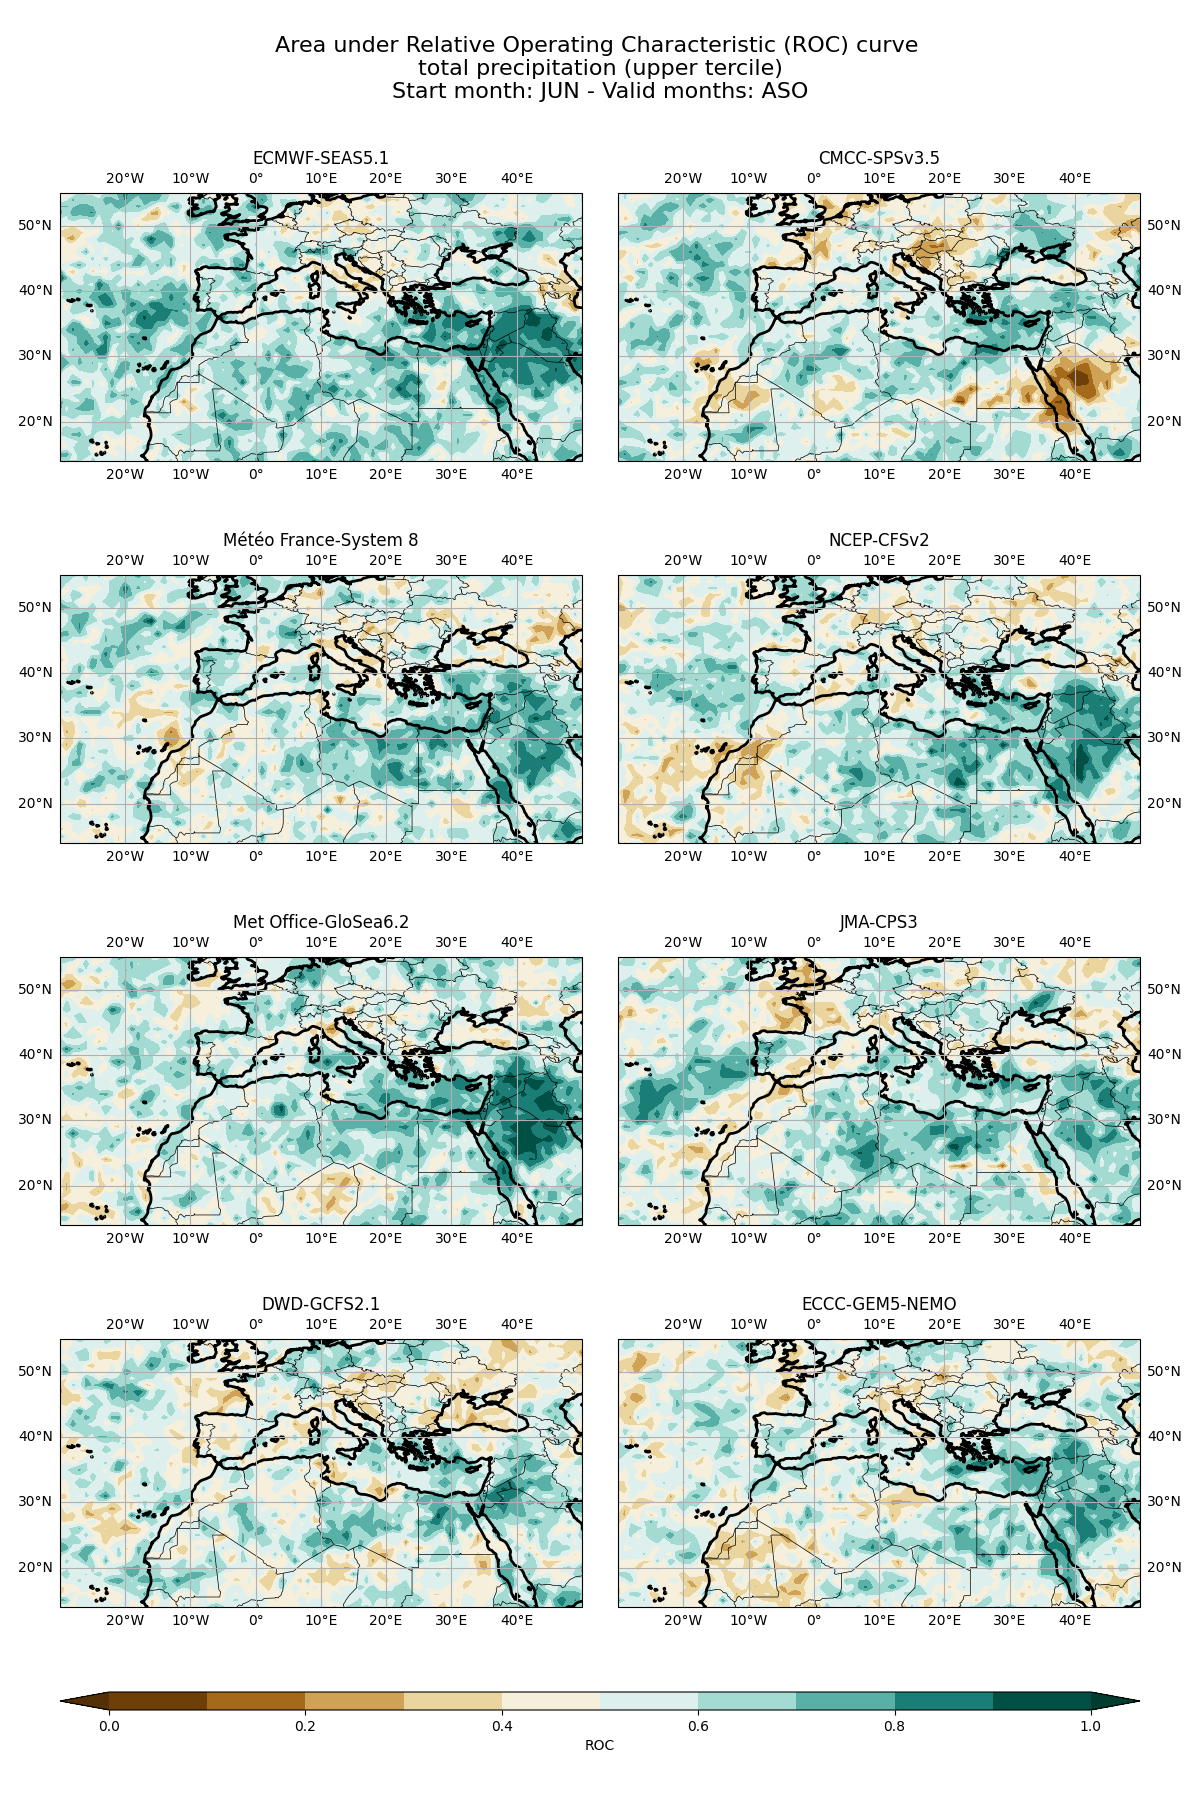 Area under Relative Operating Characteristic (ROC) curve
total precipitation (upper tercile)
Start month: JUN - Valid months: ASO
ECMWF-SEAS5.1
20°W 10°W 0° 10°E 20°E 30°E 40°E
50°N
40°N
30°N
20°N
20°W 10°W 0° 10°E 20°E 30°E 40°E
CMCC-SPSv3.5
20°W 10°W 0° 10°E 20°E 30°E 40°E
50°N
40°N
30°N
20°N
20°W 10°W 0° 10°E 20°E 30°E 40°E
Météo France-System 8
20°W 10°W 0° 10°E 20°E 30°E 40°E
50°N
40°N
30°N
20°N
20°W 10°W 0° 10°E 20°E 30°E 40°E
NCEP-CFSv2
20°W 10°W 0° 10°E 20°E 30°E 40°E
50°N
40°N
30°N
20°N
20°W 10°W 0° 10°E 20°E 30°E 40°E
Met Office-GloSea6.2
20°W 10°W 0° 10°E 20°E 30°E 40°E
50°N
40°N
30°N
20°N
20°W 10°W 0° 10°E 20°E 30°E 40°E
JMA-CPS3
20°W 10°W 0° 10°E 20°E 30°E 40°E
50°N
40°N
30°N
20°N
20°W 10°W 0° 10°E 20°E 30°E 40°E
DWD-GCFS2.1
20°W 10°W 0° 10°E 20°E 30°E 40°E
50°N
40°N
30°N
20°N
20°W 10°W 0° 10°E 20°E 30°E 40°E
ECCC-GEM5-NEMO
20°W 10°W 0° 10°E 20°E 30°E 40°E
50°N
40°N
30°N
20°N
20°W 10°W 0° 10°E 20°E 30°E 40°E
0.0 0.2 0.4 0.6 0.8 1.0
ROC